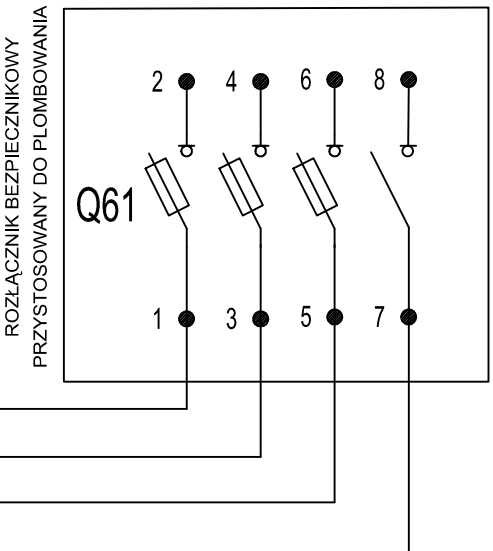 ROZŁĄCZNIK BEZPIECZNIKOWY
PRZYSTOSOWANY DO PLOMBOWANIA
2 4 6 8
Q61
1 3 5 7